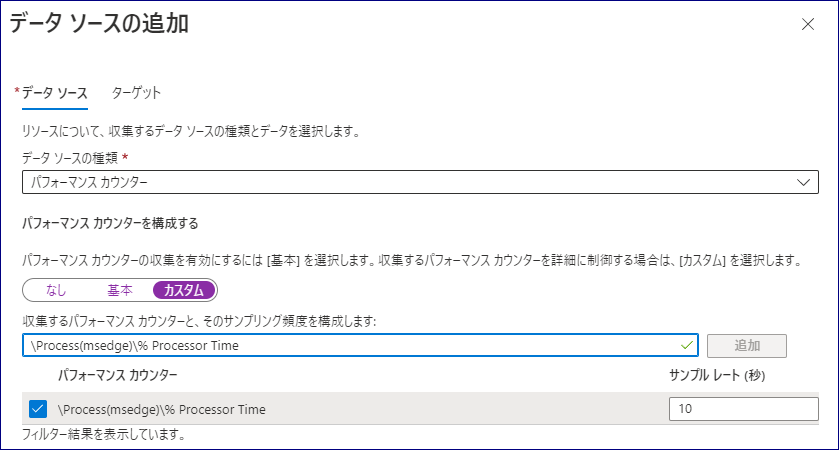 データ ソースの追加
*データ ソース ターゲット
リソースについて、収集するデータ ソースの種類とデータを選択します。
データ ソースの種類 *
パフォーマンス カウンター
パフォーマンス カウンターを構成する
パフォーマンス カウンターの収集を有効にするには [基本] を選択します。収集するパフォーマンス カウンターを詳細に制御する場合は、[カスタム] を選択します。
なし 基本 カスタム
収集するパフォーマンス カウンターと、そのサンプリング頻度を構成します:
\Process(msedge)\% Processor Time 追加
パフォーマンス カウンター サンプル レート (秒)
\Process(msedge)\% Processor Time 10
フィルター結果を表示しています。